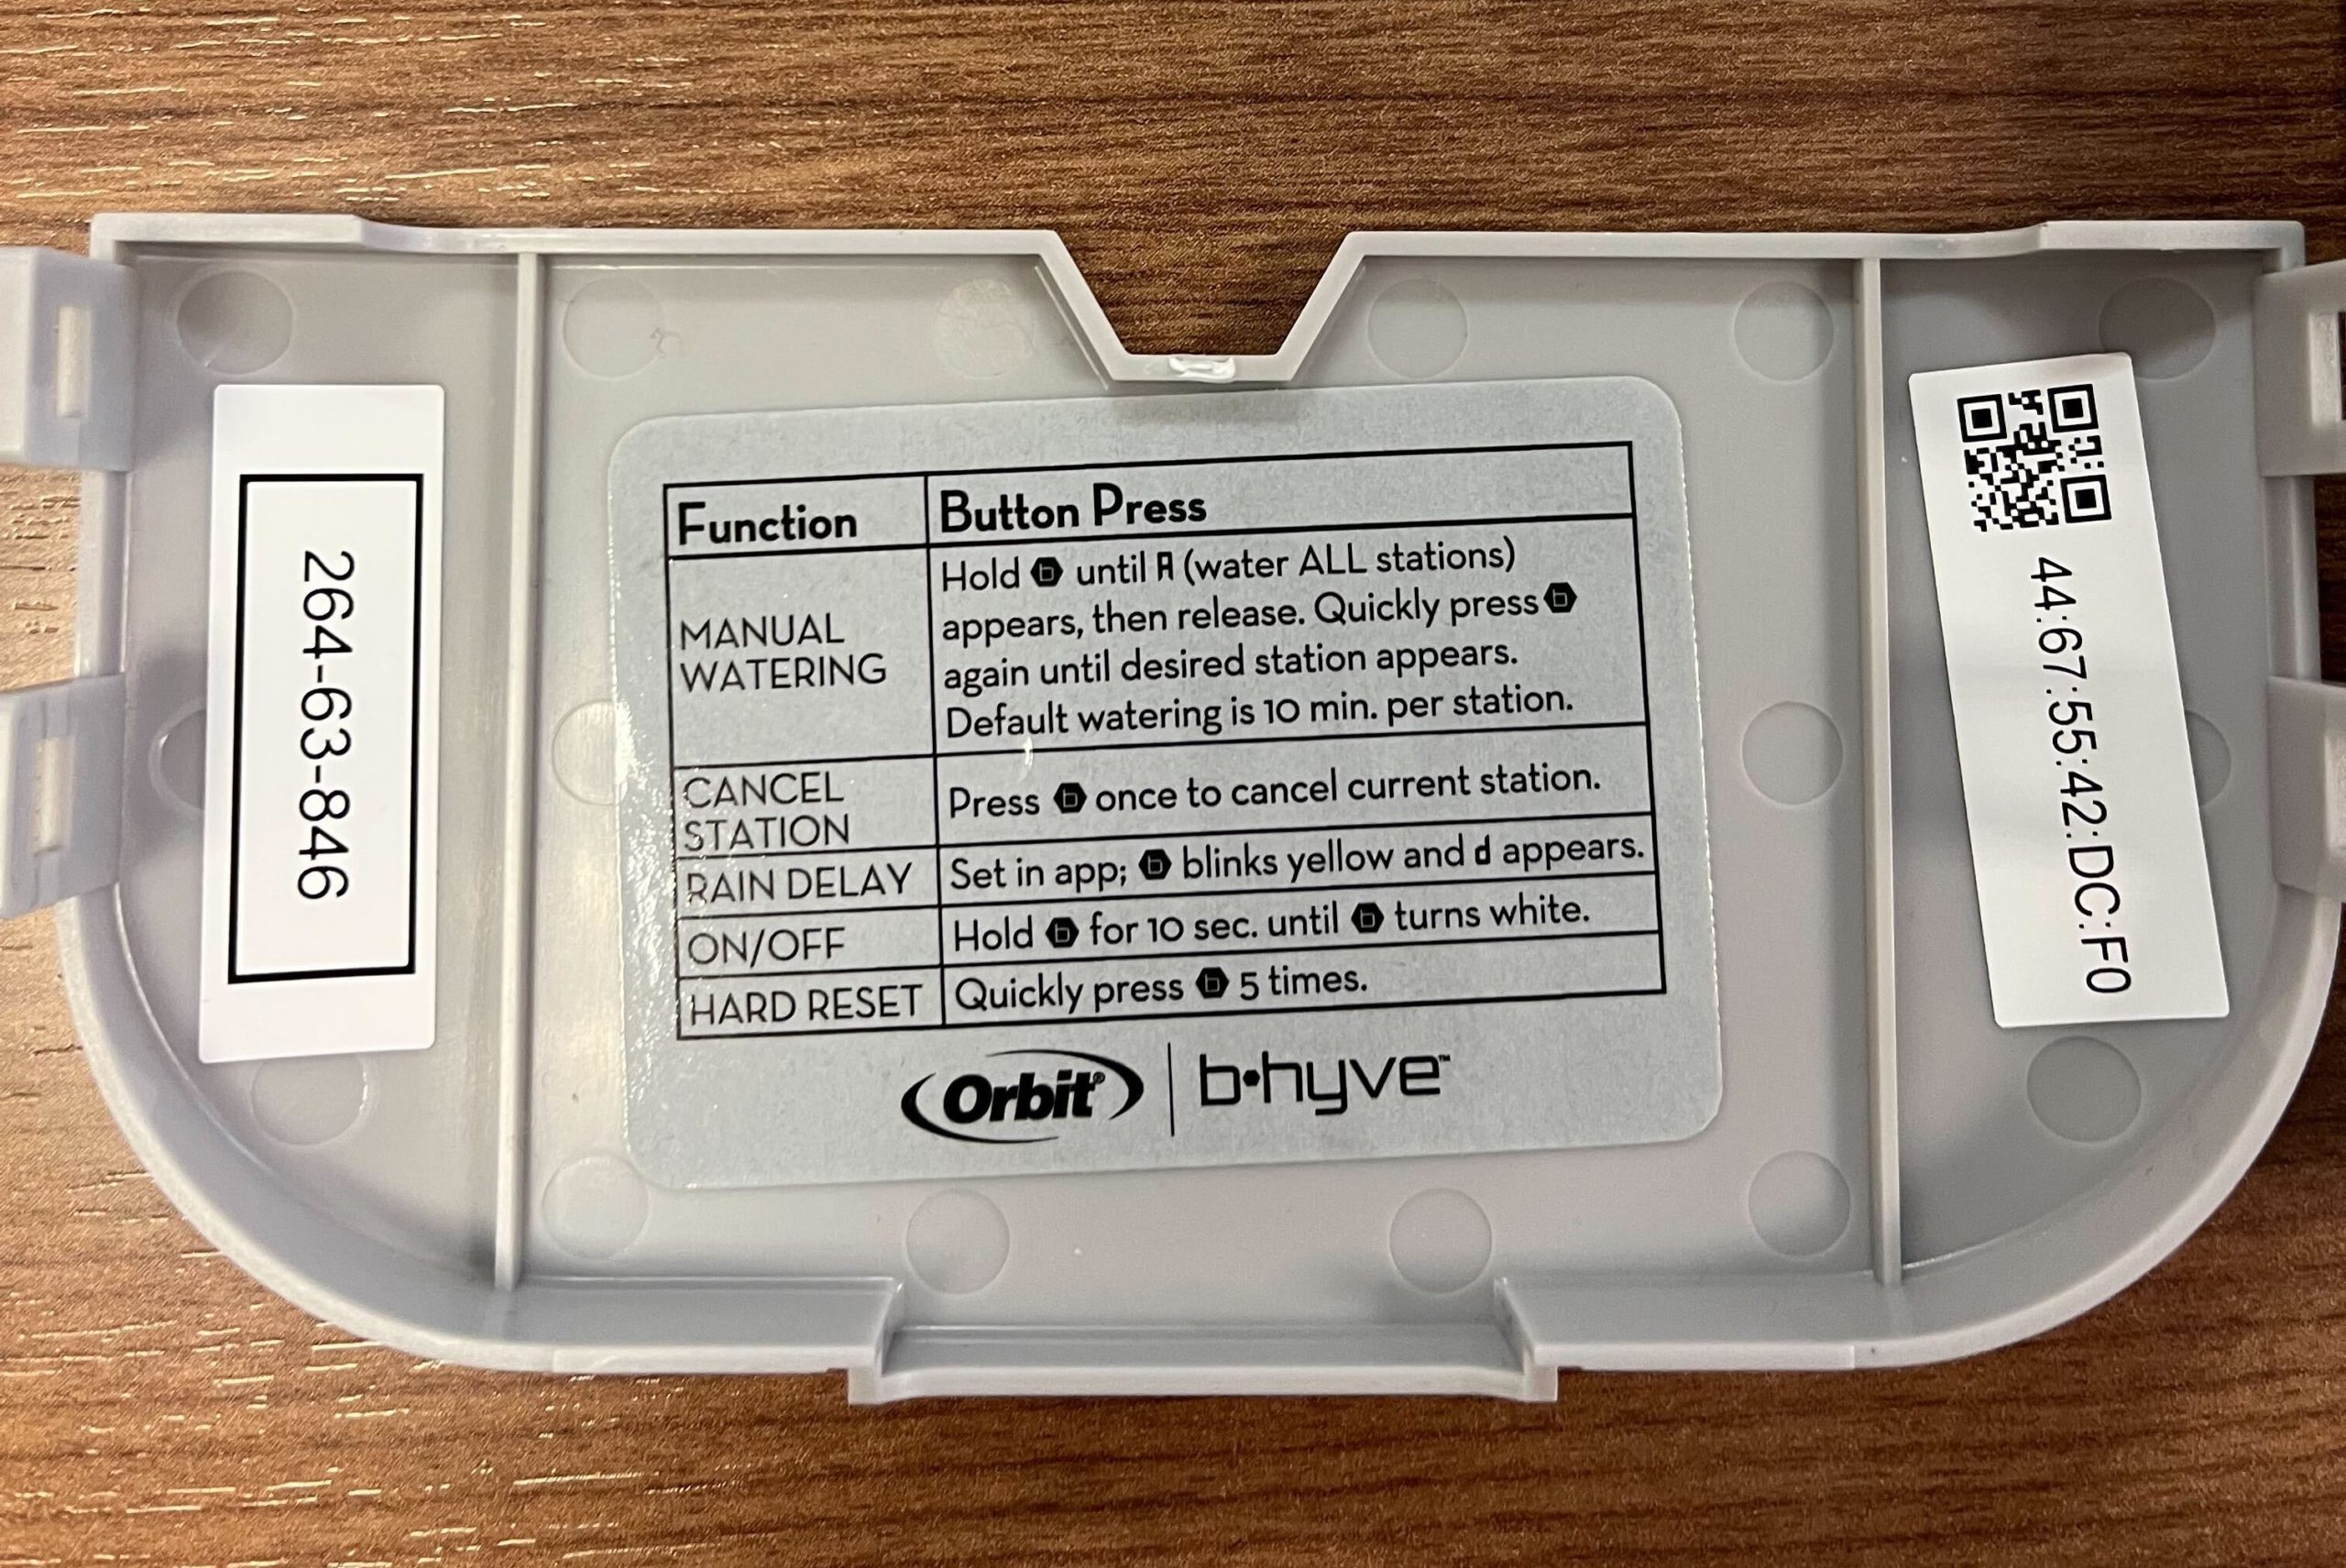 264-63-846
Function
Button Press
MANUAL
WATERING
Hold b until A (water ALL stations)
appears, then release. Quickly press b
again until desired station appears.
Default watering is 10 min. per station.
CANCEL
STATION
Press b once to cancel current station.
RAIN DELAY
Set in app; b blinks yellow and d appears.
ON/OFF
Hold b for 10 sec. until b turns white.
HARD RESET
Quickly press b 5 times.
Orbit® | b•hyve™
44:67:55:42:DC:F0